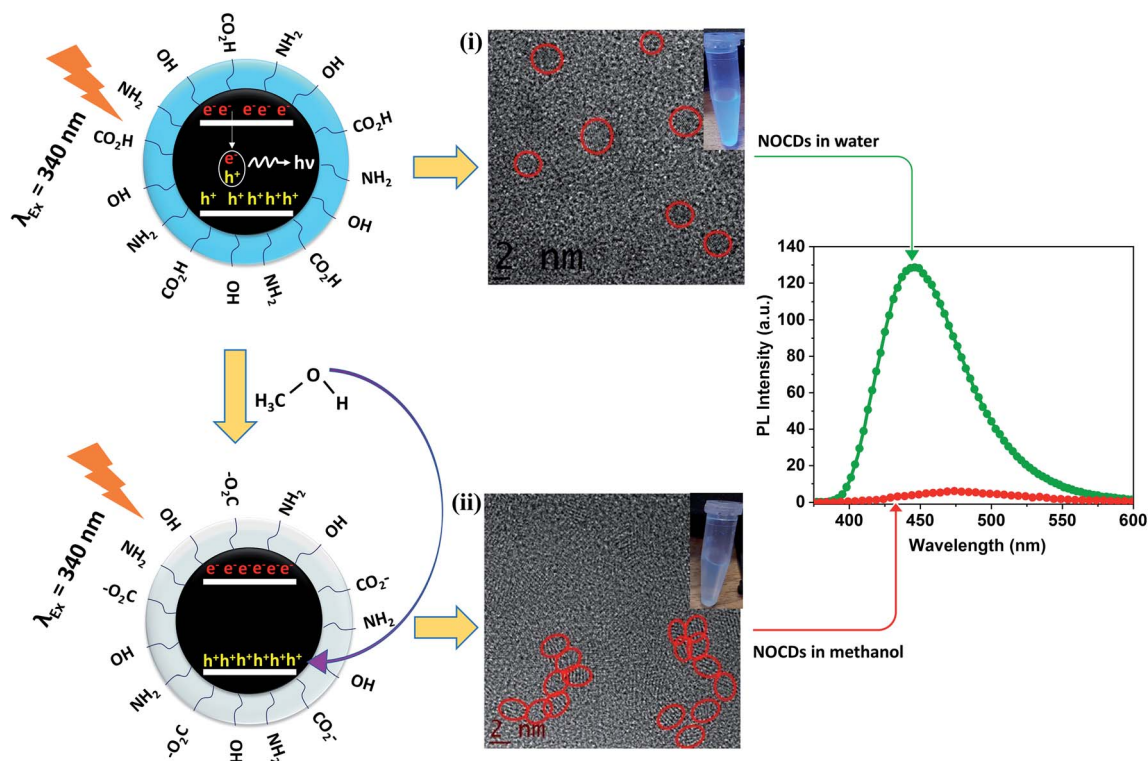 CO₂H
NH₂
OH
OH
NH₂
CO₂H
CO₂H
NH₂
OH
OH
NH₂
CO₂H
CO₂H
OH
NH₂
λEx = 340 nm
e⁻ e⁻ e⁻ e⁻ e⁻
e⁻
h⁺
hν
h⁺ h⁺ h⁺ h⁺ h⁺
(i)
2 nm
NOCDs in water
H₃C
O
H
-O₂C
NH₂
OH
OH
NH₂
CO₂-
-O₂C
NH₂
OH
OH
NH₂
CO₂-
-O₂C
OH
NH₂
λEx = 340 nm
e⁻ e⁻ e⁻ e⁻ e⁻ e⁻
h⁺h⁺h⁺h⁺h⁺h⁺
(ii)
2 nm
NOCDs in methanol
PL Intensity (a.u.)
140
120
100
80
60
40
20
0
400 450 500 550 600
Wavelength (nm)